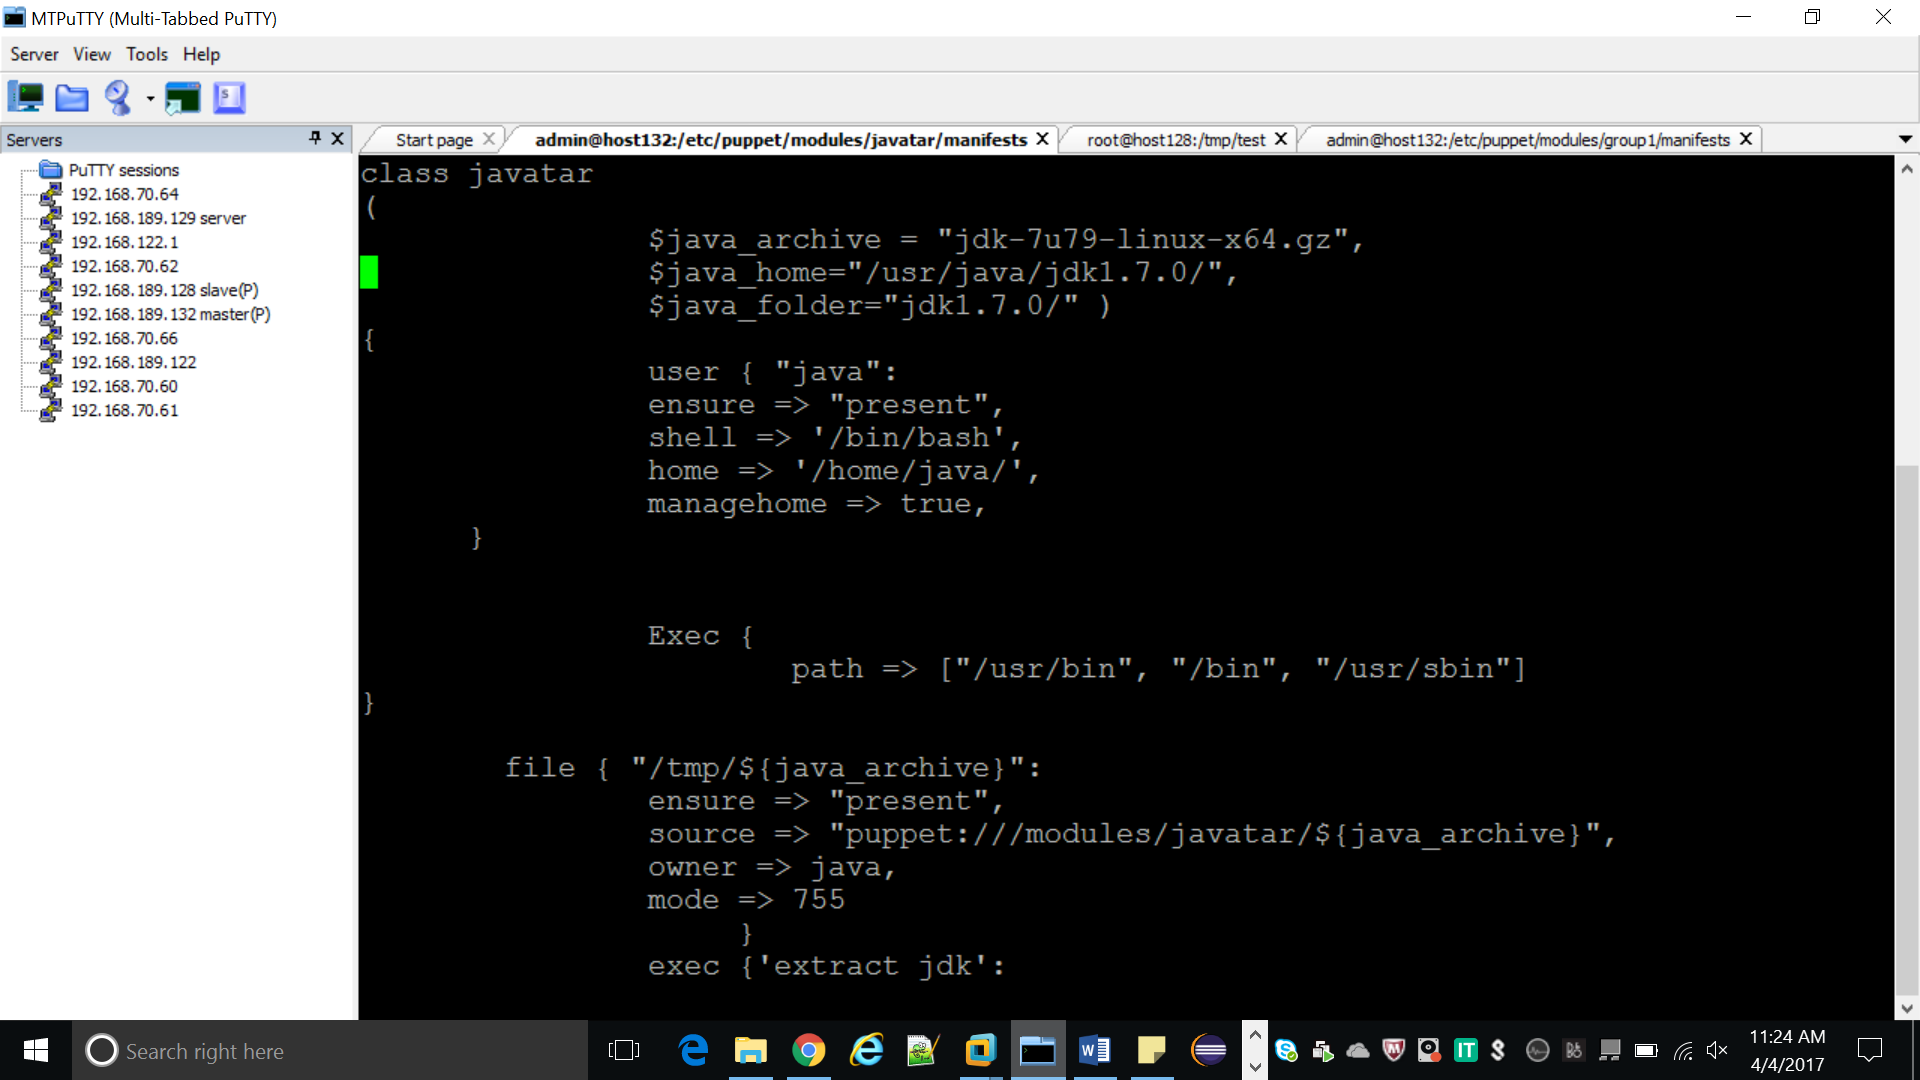 MTPuTTY (Multi-Tabbed PuTTY)
Server View Tools Help
Servers
PuTTY sessions
192.168.70.64
192.168.189.129 server
192.168.122.1
192.168.70.62
192.168.189.128 slave(P)
192.168.189.132 master(P)
192.168.70.66
192.168.189.122
192.168.70.60
192.168.70.61
Start page admin@host132:/etc/puppet/modules/javatar/manifests root@host128:/tmp/test admin@host132:/etc/puppet/modules/group1/manifests
class javatar
(
$java_archive = "jdk-7u79-linux-x64.gz",
$java_home="/usr/java/jdk1.7.0/",
$java_folder="jdk1.7.0/" )
{
user { "java":
ensure => "present",
shell => '/bin/bash',
home => '/home/java/',
managehome => true,
}
Exec {
path => ["/usr/bin", "/bin", "/usr/sbin"]
}
file { "/tmp/${java_archive}":
ensure => "present",
source => "puppet:///modules/javatar/${java_archive}",
owner => java,
mode => 755
}
exec {'extract jdk':
Search right here
11:24 AM
4/4/2017